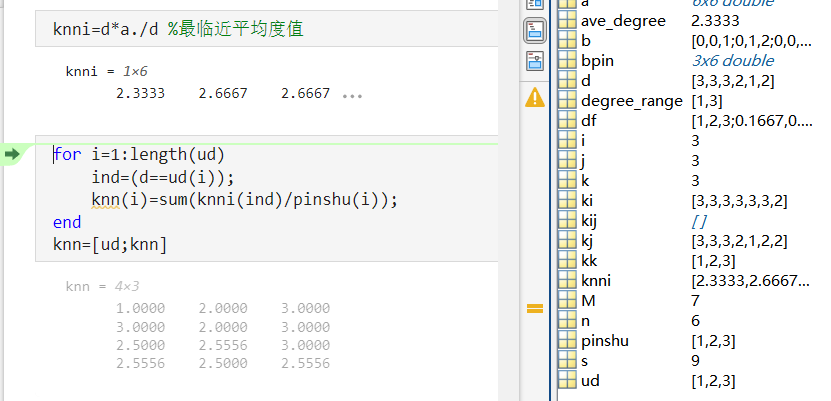 knni=d*a./d %最临近平均度值
knni = 1×6
2.3333 2.6667 2.6667 ...
for i=1:length(ud)
ind=(d==ud(i));
knn(i)=sum(knni(ind)/pinshu(i));
end
knn=[ud;knn]
knn = 4×3
1.0000 2.0000 3.0000
3.0000 2.0000 3.0000
2.5000 2.5556 3.0000
2.5556 2.5000 2.5556
a 6x6 double
ave_degree 2.3333
b [0,0,1;0,1,2;0,0,...
bpin 3x6 double
d [3,3,3,2,1,2]
degree_range [1,3]
df [1,2,3;0.1667,0....
i 3
j 3
k 3
ki [3,3,3,3,3,3,2]
kij []
kj [3,3,3,2,1,2,2]
kk [1,2,3]
knni [2.3333,2.6667...
M 7
n 6
pinshu [1,2,3]
s 9
ud [1,2,3]